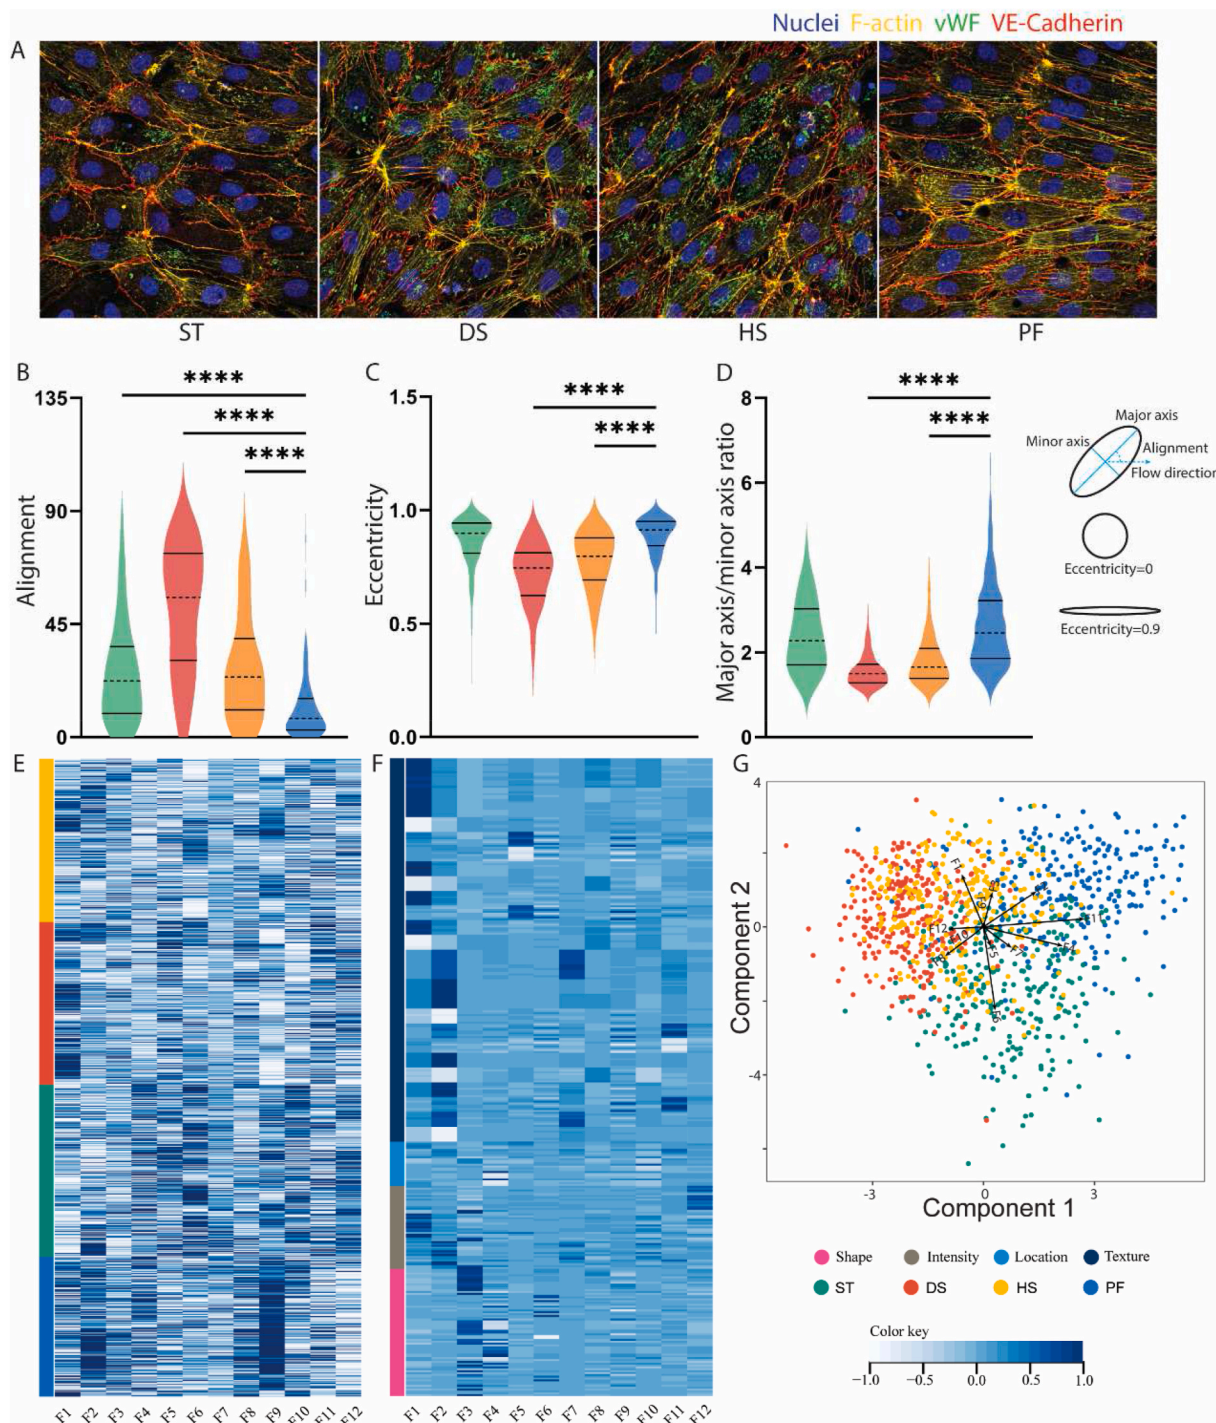 Nuclei F-actin vWF VE-Cadherin
A
ST DS HS PF
B
****
****
****
135
90
45
0
Alignment
C
****
****
1.5
1.0
0.5
0.0
Eccentricity
D
****
****
8
6
4
2
0
Major axis/minor axis ratio
Major axis
Minor axis
Alignment
Flow direction
Eccentricity=0
Eccentricity=0.9
E
F1 F2 F3 F4 F5 F6 F7 F8 F9 F10 F11 F12
F
F1 F2 F3 F4 F5 F6 F7 F8 F9 F10 F11 F12
G
4
0
-4
Component 2
F12
-3 0 3
Component 1
Shape Intensity Location Texture
ST DS HS PF
Color key
−1.0 −0.5 0.0 0.5 1.0